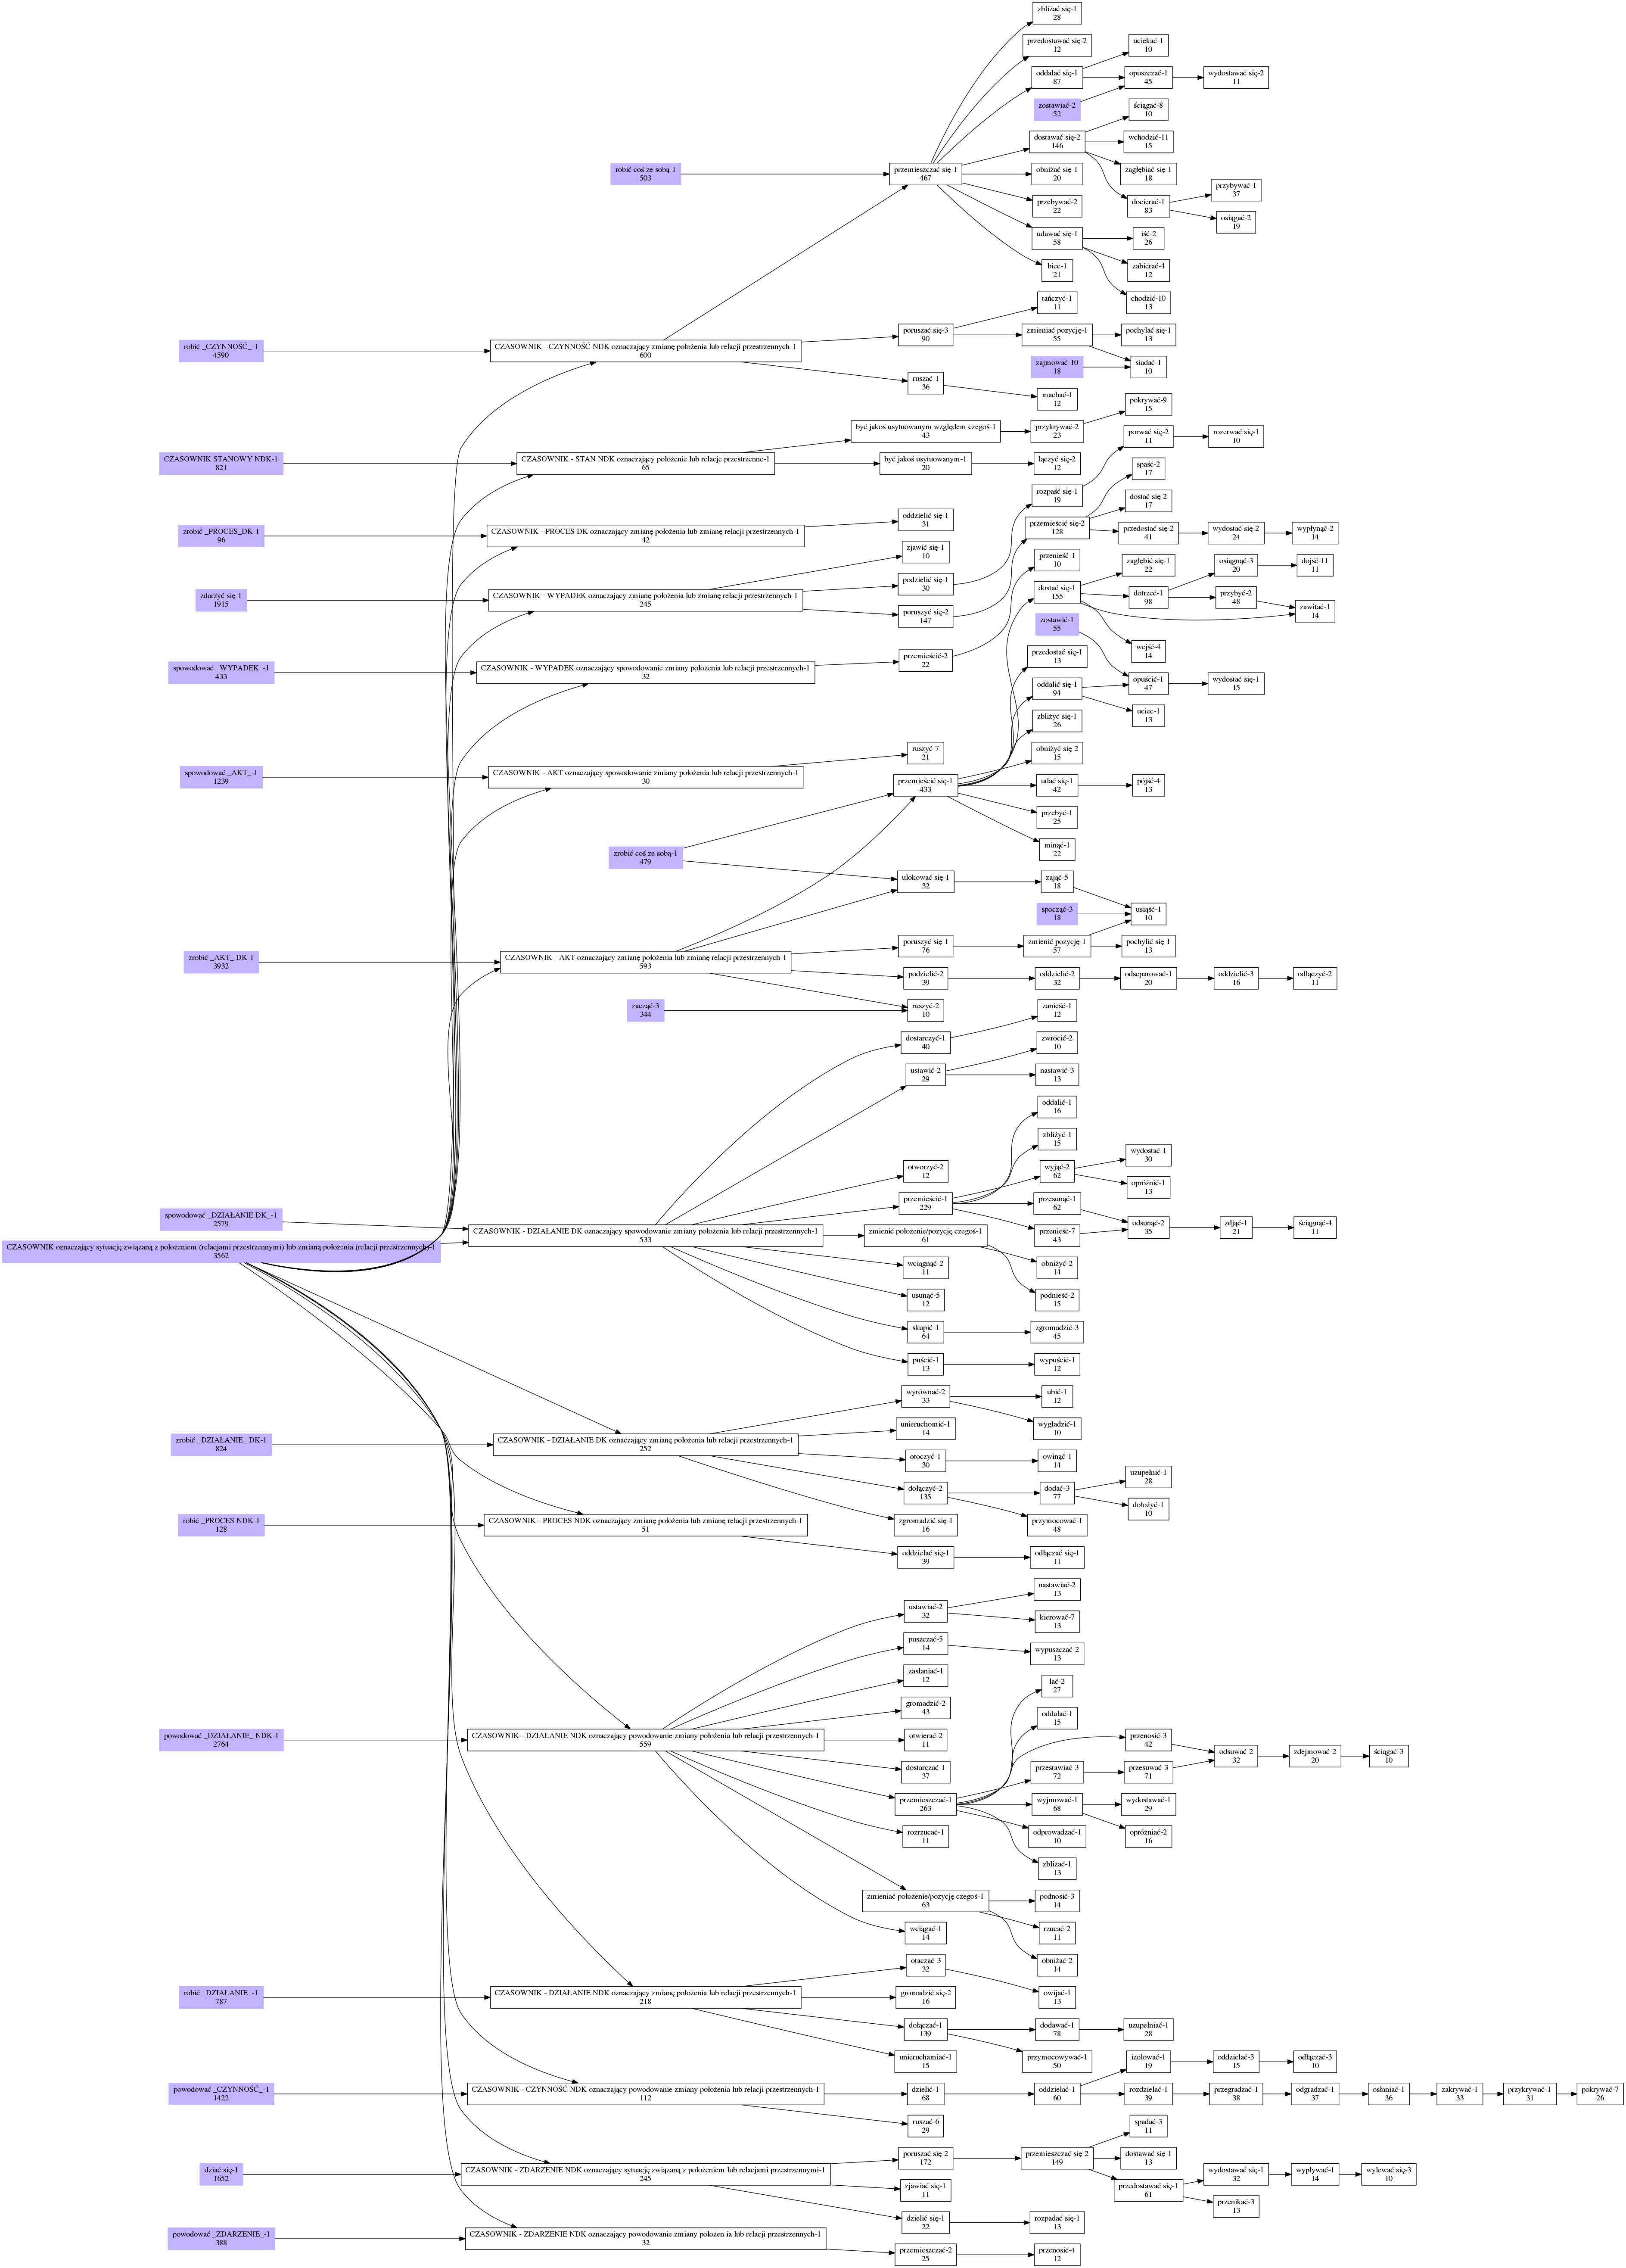 zbliżać się-1
28
przedostawać się-2
12
uciekać-1
10
oddalać się-1
87
opuszczać-1
45
wydostawać się-2
11
zostawiać-2
52
ściągać-8
10
dostawać się-2
146
wchodzić-11
15
robić coś ze sobą-1
503
przemieszczać się-1
467
obniżać się-1
20
zagłębiać się-1
18
przebywać-2
22
docierać-1
83
przybywać-1
37
osiągać-2
19
udawać się-1
58
iść-2
26
biec-1
21
zabierać-4
12
chodzić-10
13
tańczyć-1
11
poruszać się-3
90
zmieniać pozycję-1
55
pochylać się-1
13
robić _CZYNNOŚĆ_-1
4590
CZASOWNIK - CZYNNOŚĆ NDK oznaczający zmianę położenia lub relacji przestrzennych-1
600
zajmować-10
18
siadać-1
10
ruszać-1
36
machać-1
12
być jakoś usytuowanym względem czegoś-1
43
przykrywać-2
23
pokrywać-9
15
CZASOWNIK STANOWY NDK-1
821
CZASOWNIK - STAN NDK oznaczający położenie lub relacje przestrzenne-1
65
być jakoś usytuowanym-1
20
łączyć się-2
12
porwać się-2
11
rozerwać się-1
10
rozpaść się-1
19
spaść-2
17
zrobić _PROCES_DK-1
96
CZASOWNIK - PROCES DK oznaczający zmianę położenia lub zmianę relacji przestrzennych-1
42
oddzielić się-1
31
przemieścić się-2
128
dostać się-2
17
przedostać się-2
41
wydostać się-2
24
wypłynąć-2
14
zjawić się-1
10
przenieść-1
10
zdarzyć się-1
1915
CZASOWNIK - WYPADEK oznaczający zmianę położenia lub zmianę relacji przestrzennych-1
245
podzielić się-1
30
poruszyć się-2
147
dostać się-1
155
zagłębić się-1
22
dotrzeć-1
98
osiągnąć-3
20
dojść-11
11
przybyć-2
48
zawitać-1
14
zostawić-1
55
wejść-4
14
spowodować _WYPADEK_-1
433
CZASOWNIK - WYPADEK oznaczający spowodowanie zmiany położenia lub relacji przestrzennych-1
32
przemieścić-2
22
przedostać się-1
13
oddalić się-1
94
opuścić-1
47
wydostać się-1
15
uciec-1
13
zbliżyć się-1
26
spowodować _AKT_-1
1239
CZASOWNIK - AKT oznaczający spowodowanie zmiany położenia lub relacji przestrzennych-1
30
ruszyć-7
21
obniżyć się-2
15
przemieścić się-1
433
udać się-1
42
pójść-4
13
przebyć-1
25
minąć-1
22
zrobić coś ze sobą-1
479
ulokować się-1
32
zająć-5
18
spocząć-3
18
usiąść-1
10
zrobić _AKT_ DK-1
3932
CZASOWNIK - AKT oznaczający zmianę położenia lub zmianę relacji przestrzennych-1
593
poruszyć się-1
76
zmienić pozycję-1
57
pochylić się-1
13
podzielić-2
39
oddzielić-2
32
odseparować-1
20
oddzielić-3
16
odłączyć-2
11
zacząć-3
344
ruszyć-2
10
dostarczyć-1
40
zanieść-1
12
ustawić-2
29
zwrócić-2
10
nastawić-3
13
oddalić-1
16
zbliżyć-1
15
otworzyć-2
12
wyjąć-2
62
wydostać-1
30
opróżnić-1
13
przemieścić-1
229
przesunąć-1
62
przenieść-7
43
odsunąć-2
35
zdjąć-1
21
ściągnąć-4
11
spowodować _DZIAŁANIE DK_-1
2579
CZASOWNIK - DZIAŁANIE DK oznaczający spowodowanie zmiany położenia lub relacji przestrzennych-1
533
zmienić położenie/pozycję czegoś-1
61
CZASOWNIK oznaczający sytuację związaną z położeniem (relacjami przestrzennymi) lub zmianą położenia (relacji przestrzennych)-1
3562
wciągnąć-2
11
obniżyć-2
14
usunąć-5
12
podnieść-2
15
skupić-1
64
zgromadzić-3
45
puścić-1
13
wypuścić-1
12
wyrównać-2
33
ubić-1
12
wygładzić-1
10
unieruchomić-1
14
zrobić _DZIAŁANIE_ DK-1
824
CZASOWNIK - DZIAŁANIE DK oznaczający zmianę położenia lub relacji przestrzennych-1
252
otoczyć-1
30
owinąć-1
14
dołączyć-2
135
dodać-3
77
uzupełnić-1
28
dołożyć-1
10
zgromadzić się-1
16
przymocować-1
48
robić _PROCES NDK-1
128
CZASOWNIK - PROCES NDK oznaczający zmianę położenia lub zmianę relacji przestrzennych-1
51
oddzielać się-1
39
odłączać się-1
11
nastawiać-2
13
ustawiać-2
32
kierować-7
13
puszczać-5
14
wypuszczać-2
13
zasłaniać-1
12
lać-2
27
gromadzić-2
43
oddalać-1
15
powodować _DZIAŁANIE_ NDK-1
2764
CZASOWNIK - DZIAŁANIE NDK oznaczający powodowanie zmiany położenia lub relacji przestrzennych-1
559
otwierać-2
11
przenosić-3
42
dostarczać-1
37
przestawiać-3
72
przesuwać-3
71
odsuwać-2
32
zdejmować-2
20
ściągać-3
10
przemieszczać-1
263
wyjmować-1
68
wydostawać-1
29
rozrzucać-1
11
odprowadzać-1
10
opróżniać-2
16
zbliżać-1
13
zmieniać położenie/pozycję czegoś-1
63
podnosić-3
14
wciągać-1
14
rzucać-2
11
obniżać-2
14
otaczać-3
32
owijać-1
13
robić _DZIAŁANIE_-1
787
CZASOWNIK - DZIAŁANIE NDK oznaczający zmianę położenia lub relacji przestrzennych-1
218
gromadzić się-2
16
dołączać-1
139
dodawać-1
78
uzupełniać-1
28
unieruchamiać-1
15
przymocowywać-1
50
izolować-1
19
oddzielać-3
15
odłączać-3
10
powodować _CZYNNOŚĆ_-1
1422
CZASOWNIK - CZYNNOŚĆ NDK oznaczający powodowanie zmiany położenia lub relacji przestrzennych-1
112
dzielić-1
68
oddzielać-1
60
rozdzielać-1
39
przegradzać-1
38
odgradzać-1
37
osłaniać-1
36
zakrywać-1
33
przykrywać-1
31
pokrywać-7
26
ruszać-6
29
spadać-3
11
poruszać się-2
172
przemieszczać się-2
149
dostawać się-1
13
dziać się-1
1652
CZASOWNIK - ZDARZENIE NDK oznaczający sytuację związaną z położeniem lub relacjami przestrzennymi-1
245
zjawiać się-1
11
przedostawać się-1
61
wydostawać się-1
32
wypływać-1
14
wylewać się-3
10
przenikać-3
13
dzielić się-1
22
rozpadać się-1
13
powodować _ZDARZENIE_-1
388
CZASOWNIK - ZDARZENIE NDK oznaczający powodowanie zmiany położen ia lub relacji przestrzennych-1
32
przemieszczać-2
25
przenosić-4
12